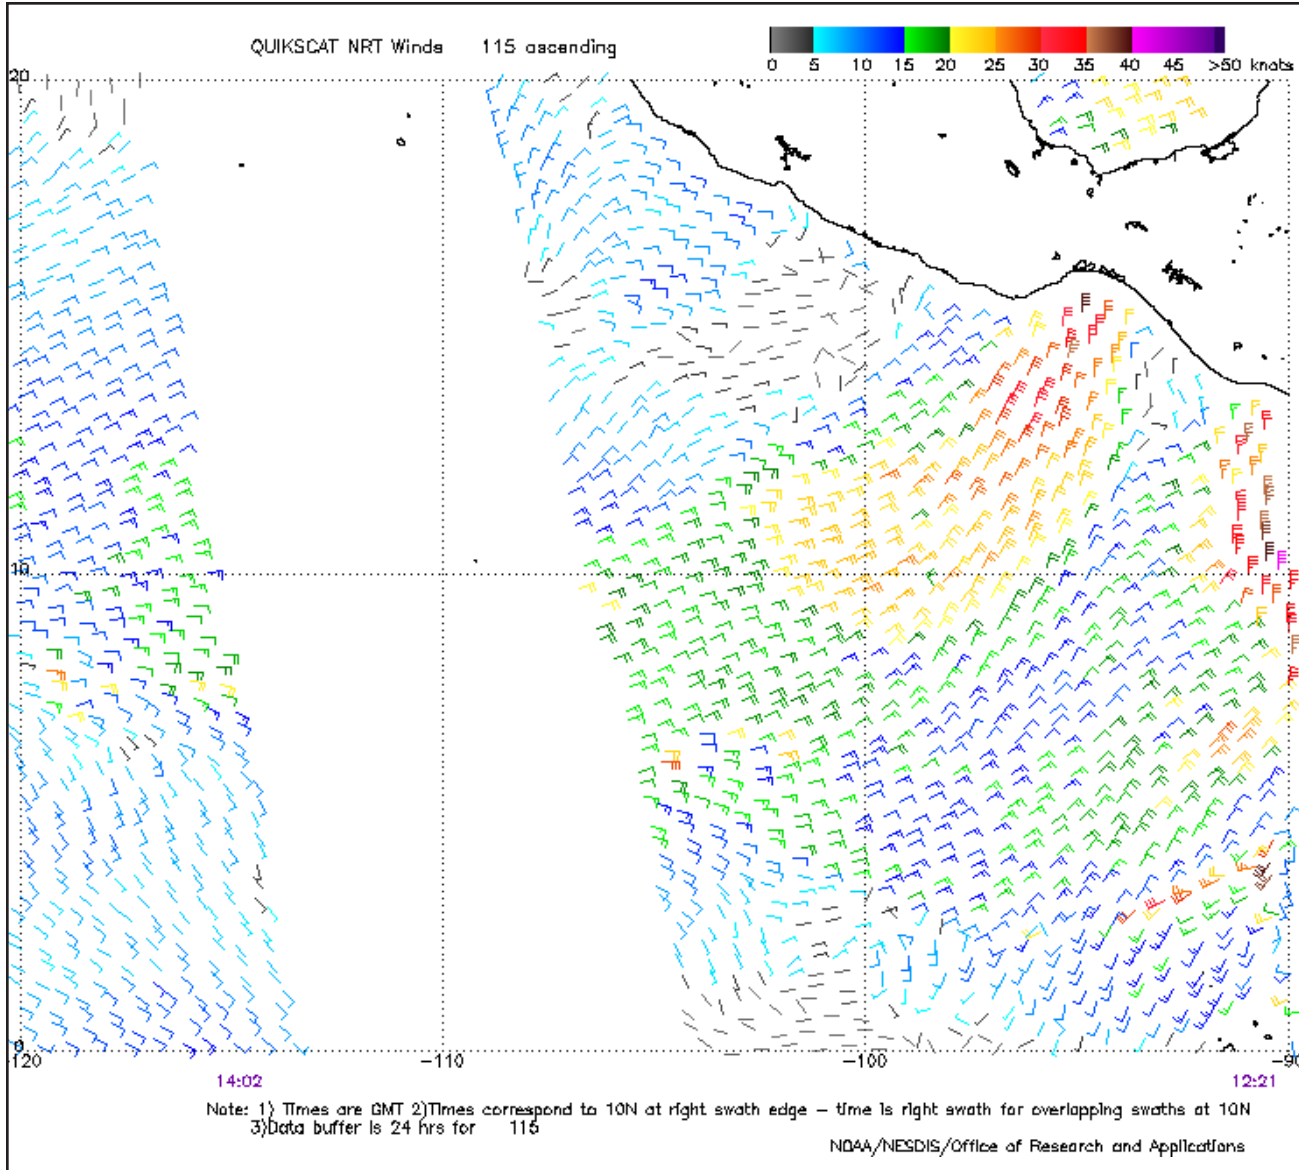 QUIKSCAT NRT Winds 115 ascending
0 5 10 15 20 25 30 35 40 45 >50 knots
20
10
0
-120 -110 -100 -90
14:02 12:21
Note: 1) Times are GMT 2)Times correspond to 10N at right swath edge - time is right swath for overlapping swaths at 10N
3)Data buffer is 24 hrs for 115
NOAA/NESDIS/Office of Research and Applications